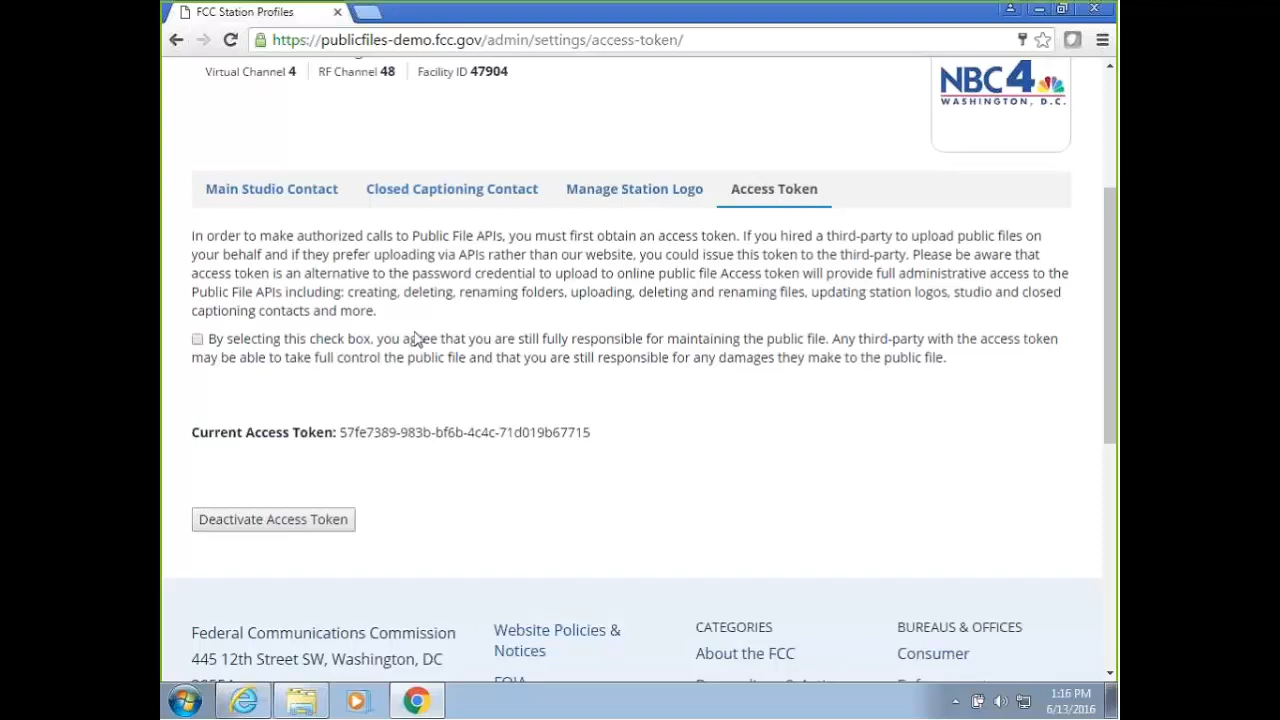 FCC Station Profiles
https://publicfiles-demo.fcc.gov/admin/settings/access-token/
Virtual Channel 4 RF Channel 48 Facility ID 47904
NBC4
WASHINGTON, D.C.
Main Studio Contact Closed Captioning Contact Manage Station Logo Access Token
In order to make authorized calls to Public File APIs, you must first obtain an access token. If you hired a third-party to upload public files on
your behalf and if they prefer uploading via APIs rather than our website, you could issue this token to the third-party. Please be aware that
access token is an alternative to the password credential to upload to online public file Access token will provide full administrative access to the
Public File APIs including: creating, deleting, renaming folders, uploading, deleting and renaming files, updating station logos, studio and closed
captioning contacts and more.
By selecting this check box, you agree that you are still fully responsible for maintaining the public file. Any third-party with the access token
may be able to take full control the public file and that you are still responsible for any damages they make to the public file.
Current Access Token: 57fe7389-983b-bf6b-4c4c-71d019b67715
Deactivate Access Token
Federal Communications Commission
445 12th Street SW, Washington, DC
Website Policies &
Notices
FOIA
CATEGORIES
About the FCC
BUREAUS & OFFICES
Consumer
1:16 PM
6/13/2016